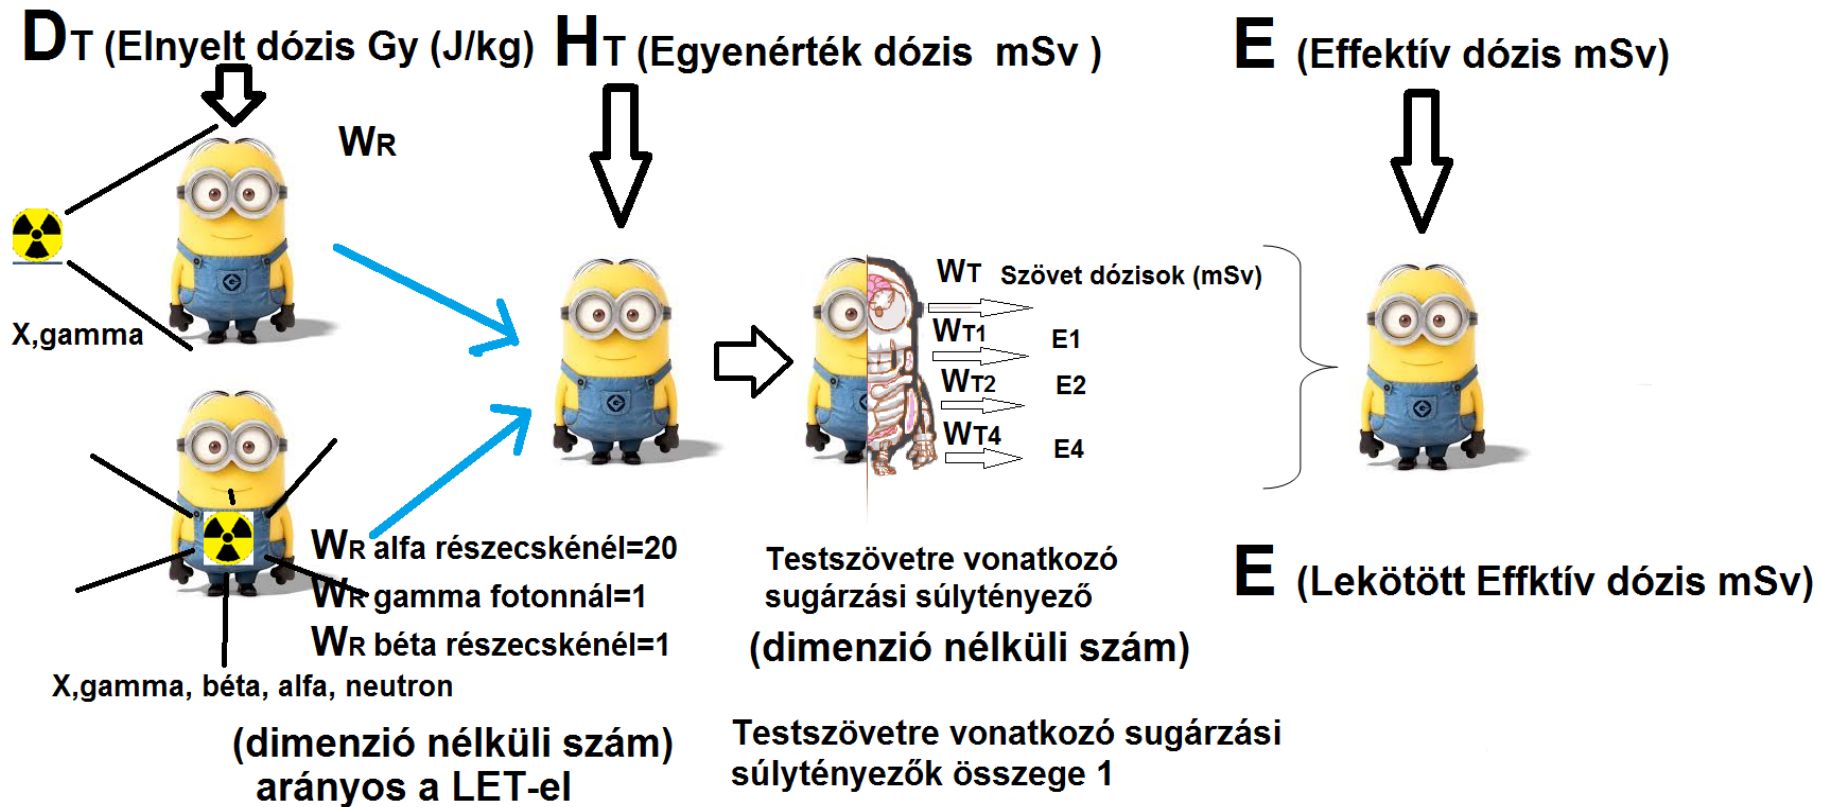 DT (Elnyelt dózis Gy (J/kg)
HT (Egyenérték dózis mSv )
E (Effektív dózis mSv)
WR
X,gamma
WT Szövet dózisok (mSv)
WT1
E1
WT2
E2
WT4
E4
WR alfa részecskénél=20
WR gamma fotonnál=1
WR béta részecskénél=1
X,gamma, béta, alfa, neutron
(dimenzió nélküli szám)
arányos a LET-el
Testszövetre vonatkozó
sugárzási súlytényező
(dimenzió nélküli szám)
Testszövetre vonatkozó sugárzási
súlytényezők összege 1
E (Lekötött Effktív dózis mSv)